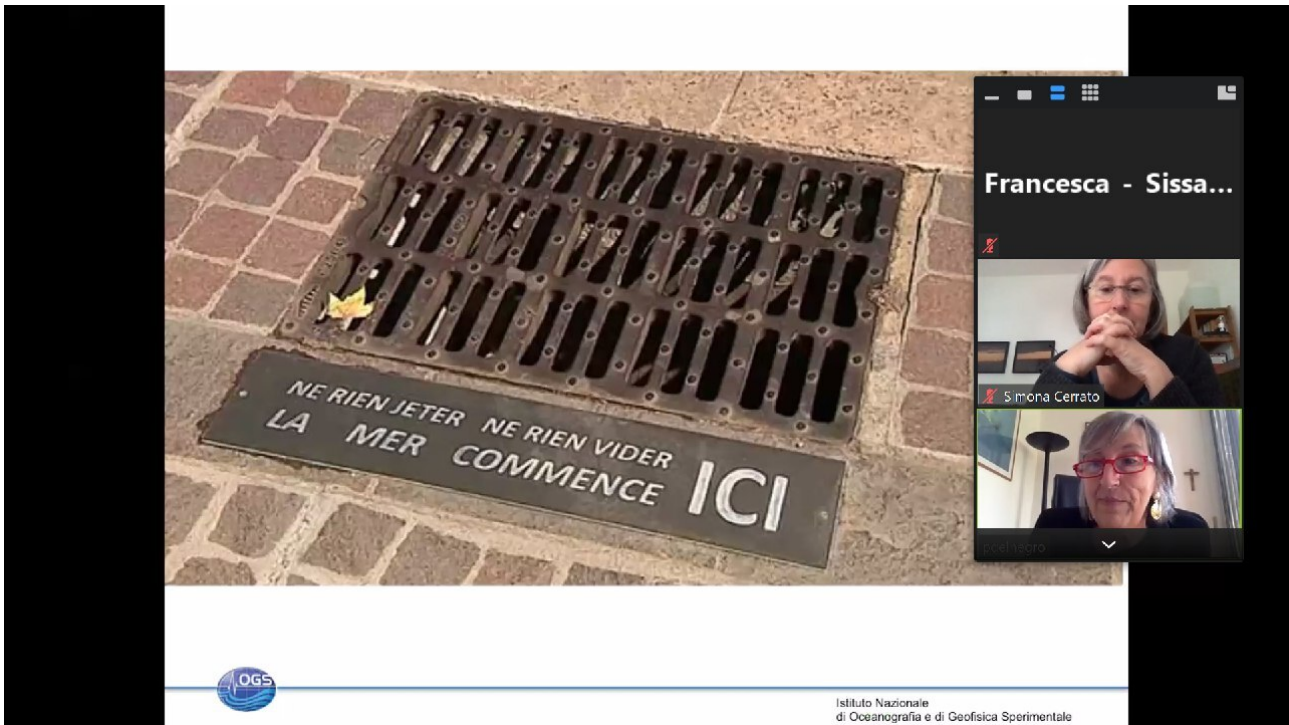 Francesca - Sissa...
Simona Cerrato
pdelnegro
NE RIEN JETER NE RIEN VIDER
LA MER COMMENCE ICI
OGS
Istituto Nazionale
di Oceanografia e di Geofisica Sperimentale